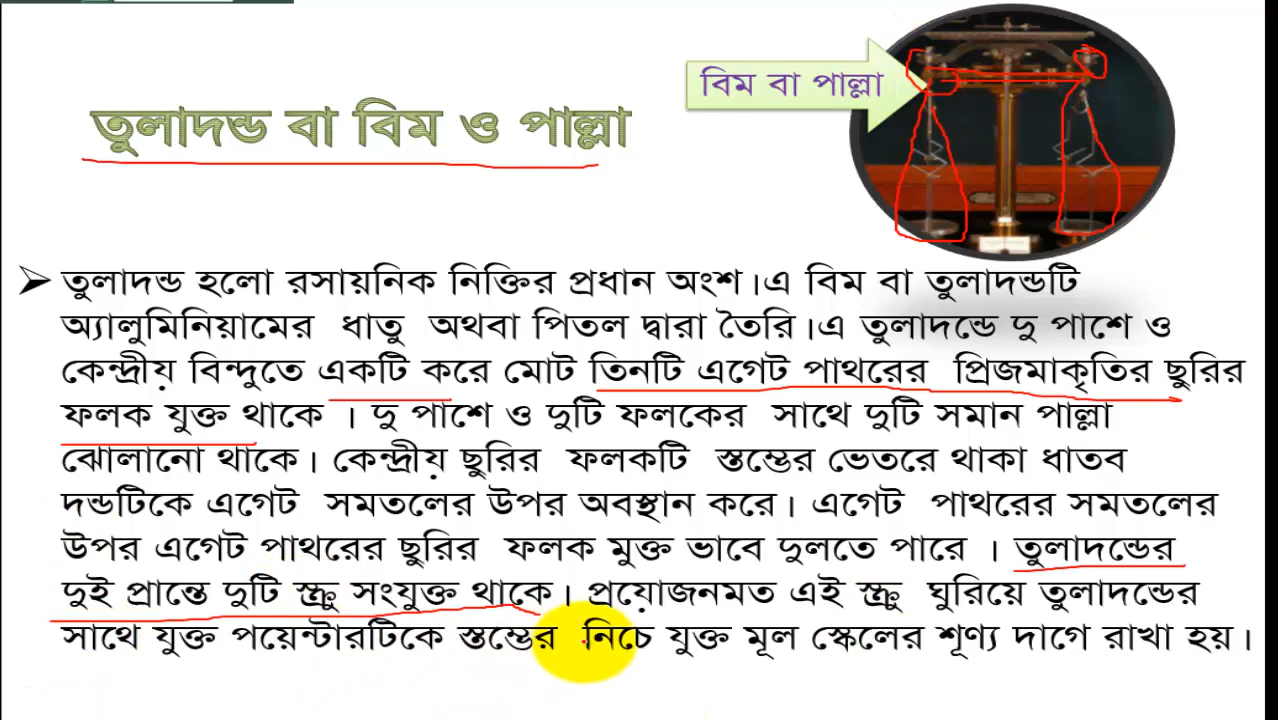 বিম বা পাল্লা
তুলাদন্ড বা বিম ও পাল্লা
তুলাদন্ড হলো রসায়নিক নিক্তির প্রধান অংশ।এ বিম বা তুলাদন্ডটি
অ্যালুমিনিয়ামের ধাতু অথবা পিতল দ্বারা তৈরি।এ তুলাদন্ডে দু পাশে ও
কেন্দ্রীয় বিন্দুতে একটি করে মোট তিনটি এগেট পাথরের প্রিজমাকৃতির ছুরির
ফলক যুক্ত থাকে । দু পাশে ও দুটি ফলকের সাথে দুটি সমান পাল্লা
ঝোলানো থাকে। কেন্দ্রীয় ছুরির ফলকটি স্তম্ভের ভেতরে থাকা ধাতব
দন্ডটিকে এগেট সমতলের উপর অবস্থান করে। এগেট পাথরের সমতলের
উপর এগেট পাথরের ছুরির ফলক মুক্ত ভাবে দুলতে পারে । তুলাদন্ডের
দুই প্রান্তে দুটি স্ক্রু সংযুক্ত থাকে। প্রয়োজনমত এই স্ক্রু ঘুরিয়ে তুলাদন্ডের
সাথে যুক্ত পয়েন্টারটিকে স্তম্ভের নিচে যুক্ত মূল স্কেলের শূণ্য দাগে রাখা হয়।